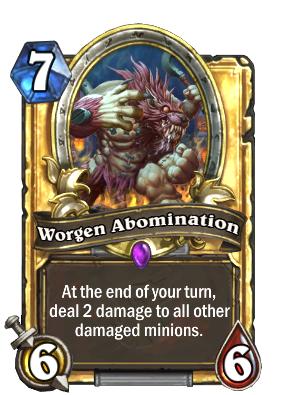 7
Worgen Abomination
At the end of your turn,
deal 2 damage to all other
damaged minions.
6 6